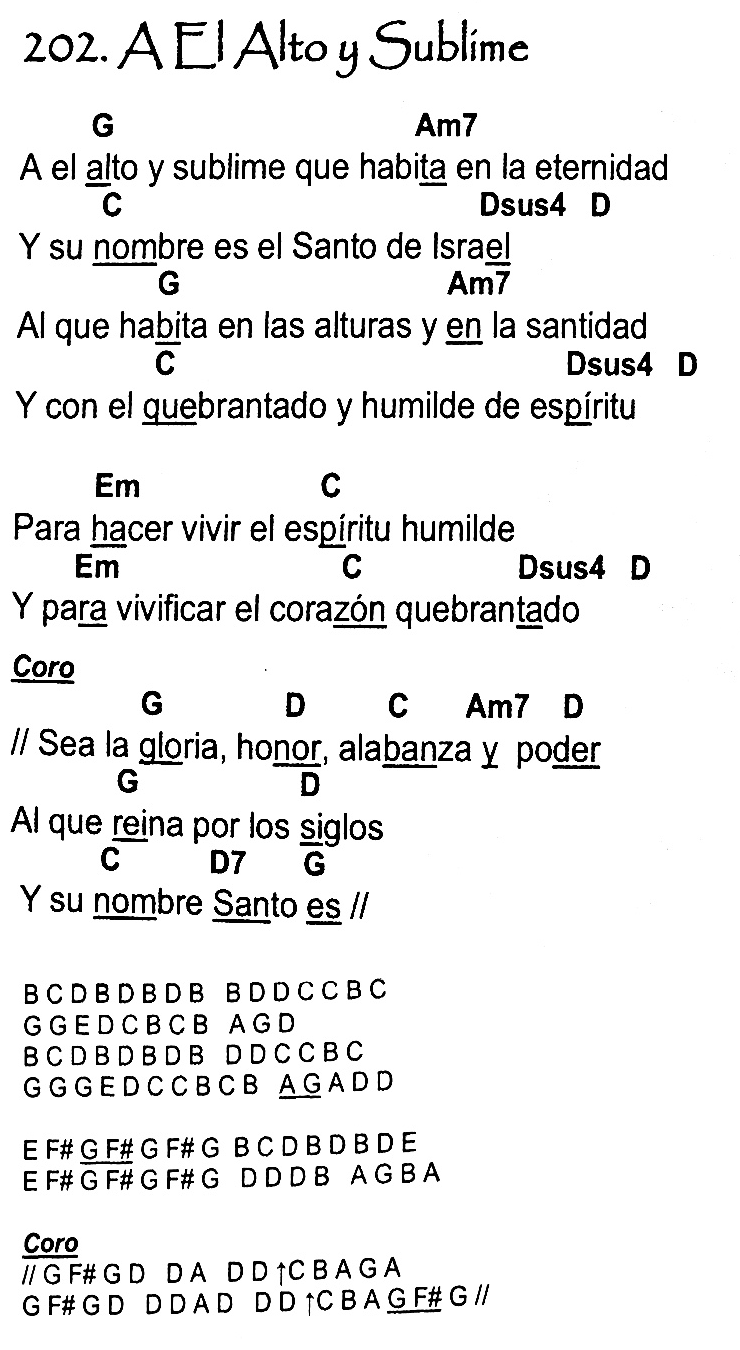 202. A El Alto y Sublime
G Am7
A el alto y sublime que habita en la eternidad
C Dsus4 D
Y su nombre es el Santo de Israel
G Am7
Al que habita en las alturas y en la santidad
C Dsus4 D
Y con el quebrantado y humilde de espíritu
Em C
Para hacer vivir el espíritu humilde
Em C Dsus4 D
Y para vivificar el corazón quebrantado
Coro
G D C Am7 D
// Sea la gloria, honor, alabanza y poder
G D
Al que reina por los siglos
C D7 G
Y su nombre Santo es //
B C D B D B D B B D D C C B C
G G E D C B C B A G D
B C D B D B D B D D C C B C
G G G E D C C B C B A G A D D
E F# G F# G F# G B C D B D B D E
E F# G F# G F# G D D D B A G B A
Coro
// G F# G D D A D D ↑C B A G A
G F# G D D D A D D D ↑C B A G F# G //